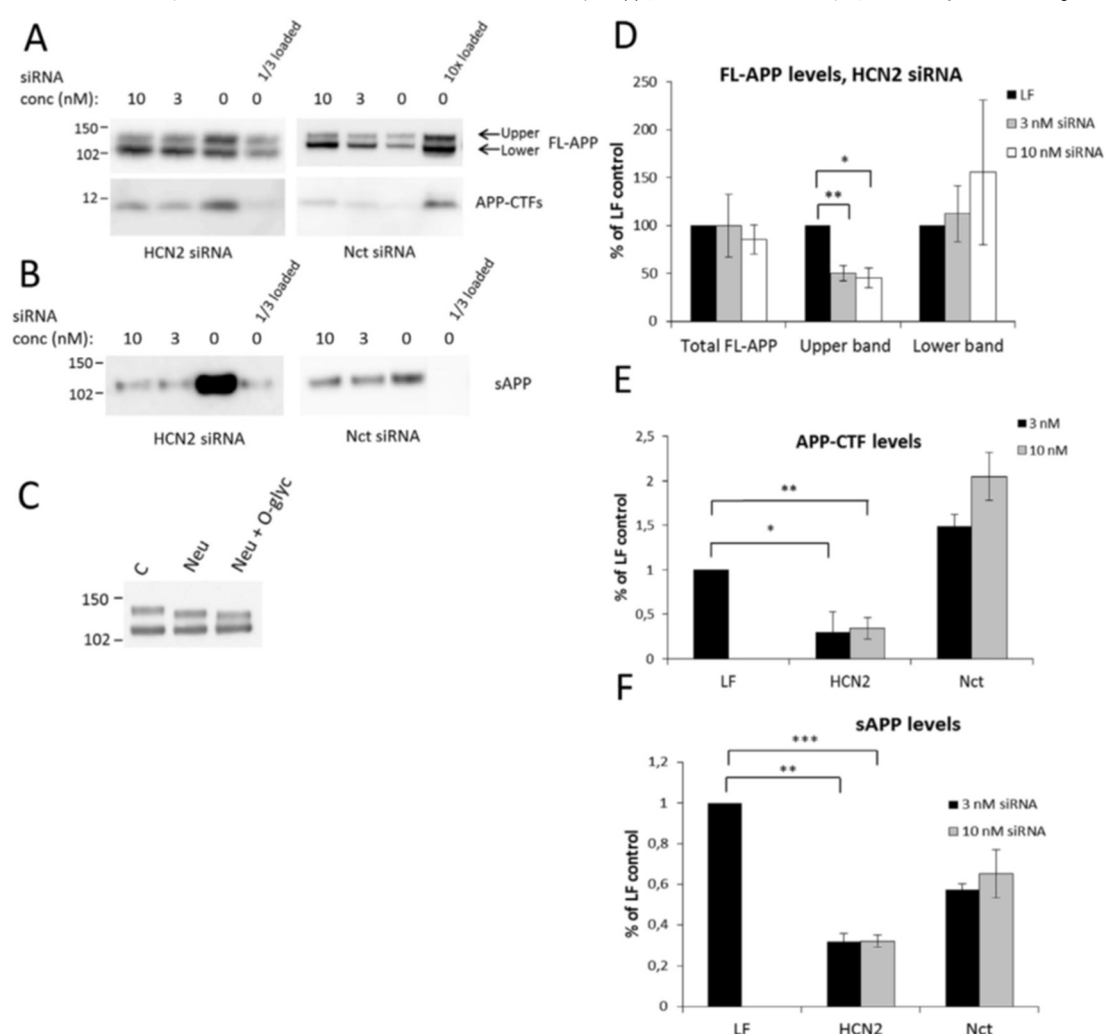 A
siRNA
conc (nM):
10 3 0 0
1/3 loaded
10 3 0 0
10x loaded
150
102
Upper
Lower
FL-APP
12
APP-CTFs
HCN2 siRNA
Nct siRNA
B
siRNA
conc (nM):
10 3 0 0
1/3 loaded
10 3 0 0
1/3 loaded
150
102
sAPP
HCN2 siRNA
Nct siRNA
C
C
Neu
Neu + O-glyc
150
102
D
FL-APP levels, HCN2 siRNA
% of LF control
250
200
150
100
50
0
LF
3 nM siRNA
10 nM siRNA
*
**
Total FL-APP
Upper band
Lower band
E
APP-CTF levels
% of LF control
2,5
2
1,5
1
0,5
0
3 nM
10 nM
**
*
LF
HCN2
Nct
F
sAPP levels
% of LF control
1,2
1
0,8
0,6
0,4
0,2
0
***
**
3 nM siRNA
10 nM siRNA
LF
HCN2
Nct